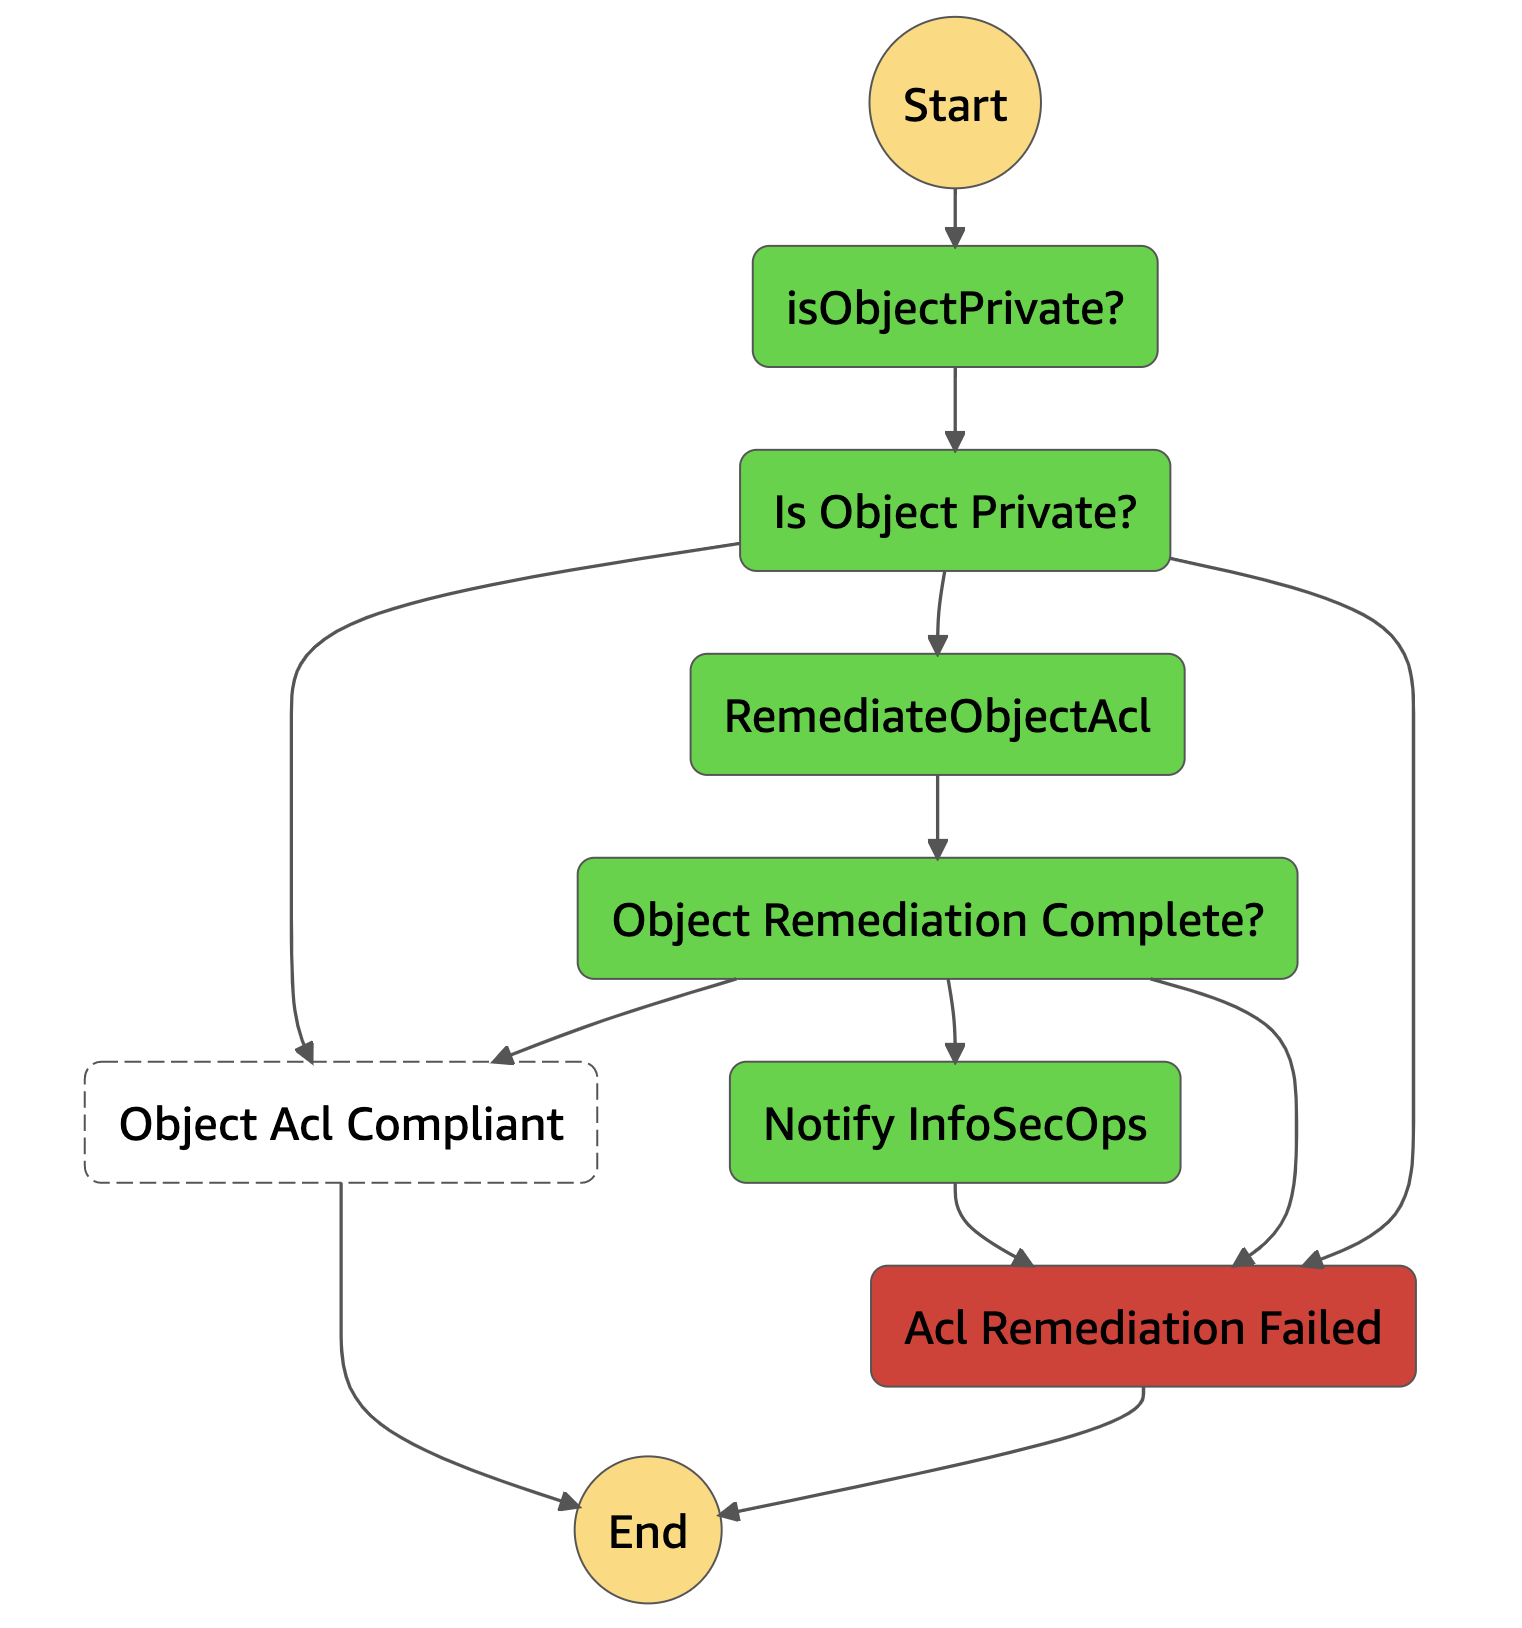 Start
isObjectPrivate?
Is Object Private?
RemediateObjectAcl
Object Remediation Complete?
Object Acl Compliant
Notify InfoSecOps
Acl Remediation Failed
End